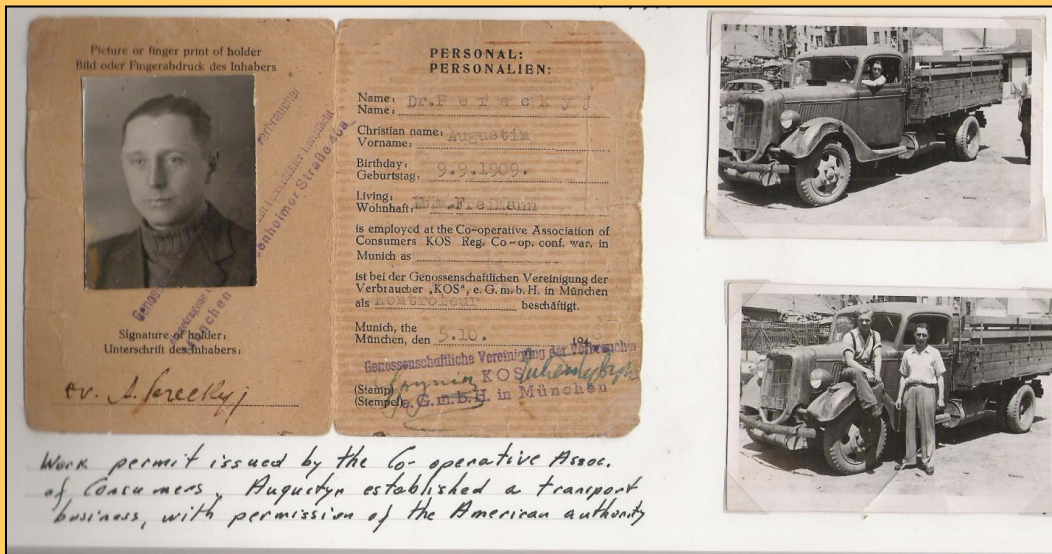 Picture or finger print of holder
Bild oder Fingerabdruck des Inhabers
Signature of holder:
Unterschrift des Inhabers:
PERSONAL:
PERSONALIEN:
Name: Dr.Fereckyj
Name:
Christian name: Augustin
Vorname:
Birthday: 9.9.1909.
Geburtstag:
Living:
Wohnhaft: Freimann
is employed at the Co-operative Association of
Consumers KOS Reg. Co-op. conf. war. in
Munich as
ist bei der Genossenschaftlichen Vereinigung der
Verbraucher „KOS", e. G. m. b. H. in München
als Kontroleur beschäftigt.
Munich, the
München, den 5.10. 194
Genossenschaftliche Vereinigung der Verbraucher
KOS
(Stamp)
(Stempel) e. G. m. b. H. in München
Work permit issued by the Co-operative Assoc.
of Consumers. Augustyn established a transport
business, with permission of the American authority